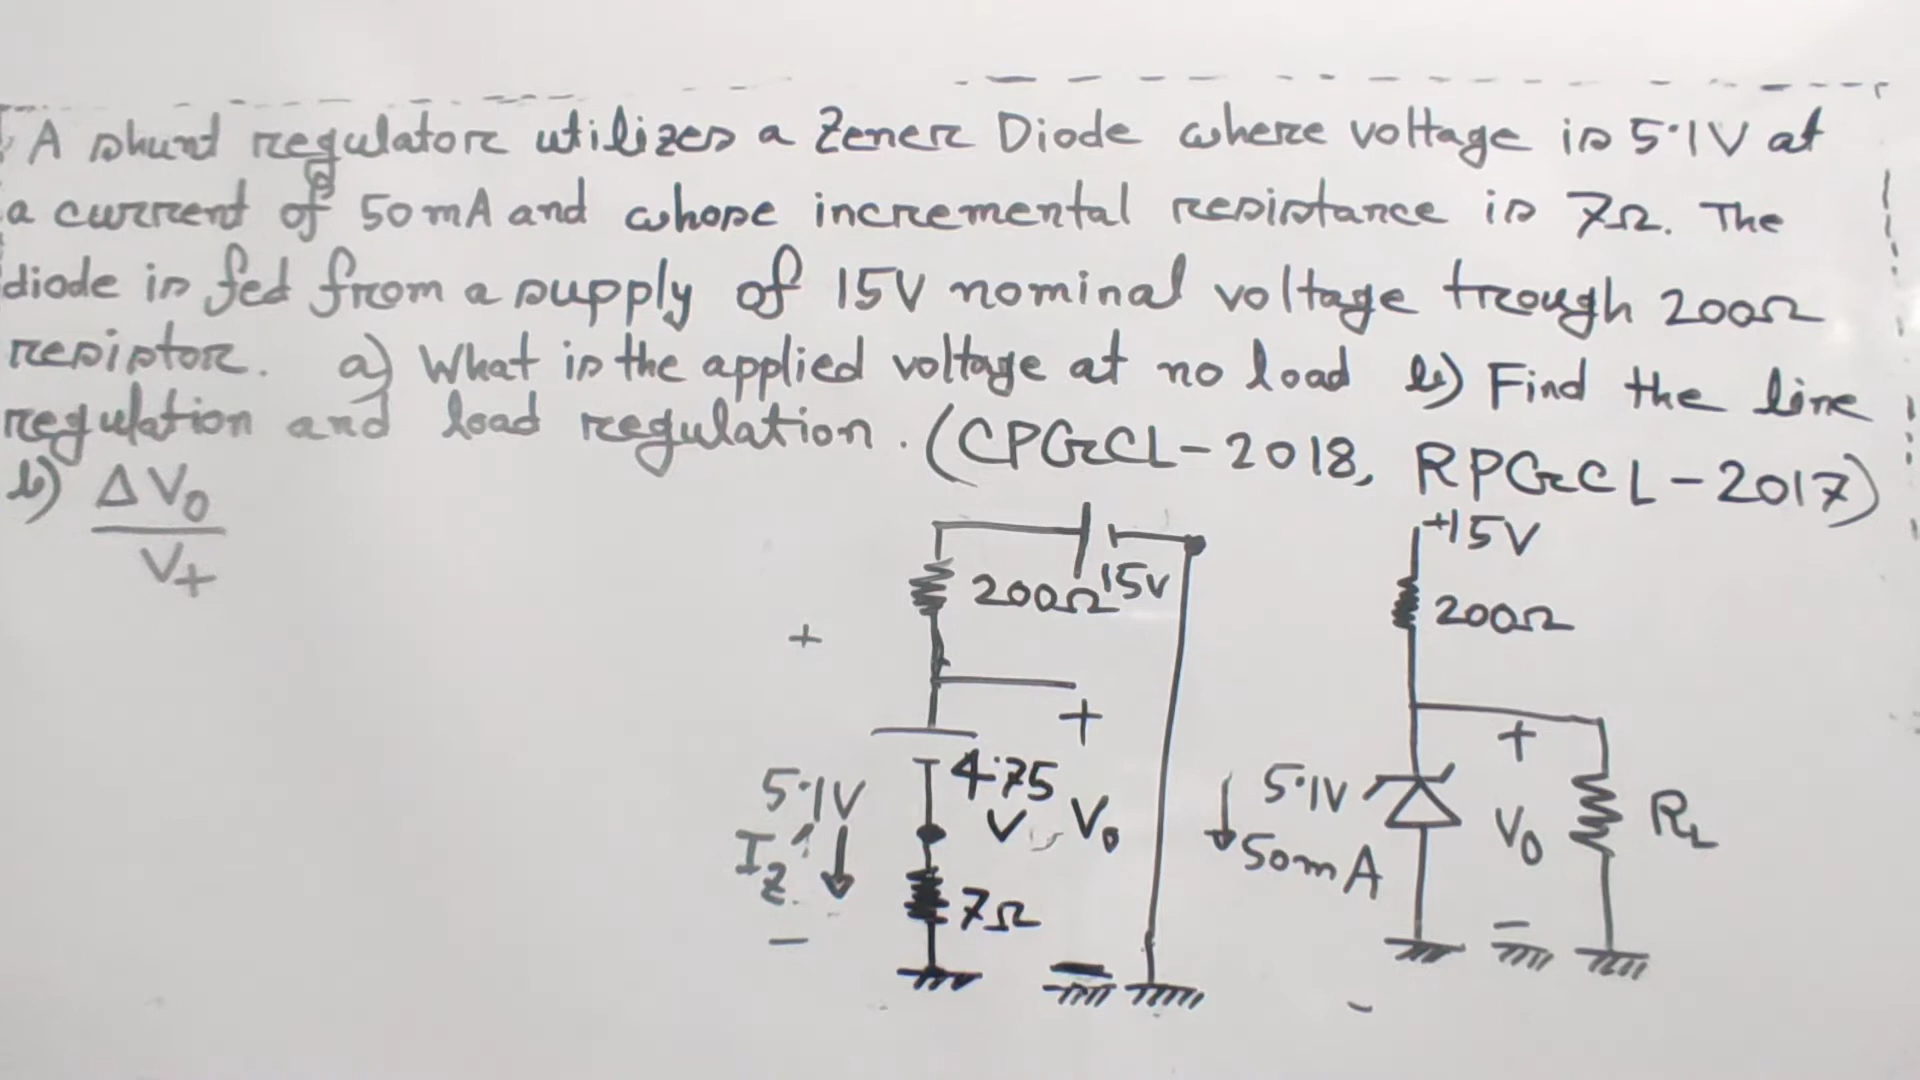 A shunt regulator utilizes a Zener Diode where voltage is 5.1V at
a current of 50mA and whose incremental resistance is 7Ω. The
diode is fed from a supply of 15V nominal voltage trough 200Ω
resistor. a) What is the applied voltage at no load b) Find the line
regulation and load regulation. (CPGCL-2018, RPGCL-2017)
b) ΔV0
V+
200Ω
15V
+
+
5.1V
4.75
V
V0
IZ
7Ω
-
-
+15V
200Ω
+
5.1V
50mA
V0
RL
-